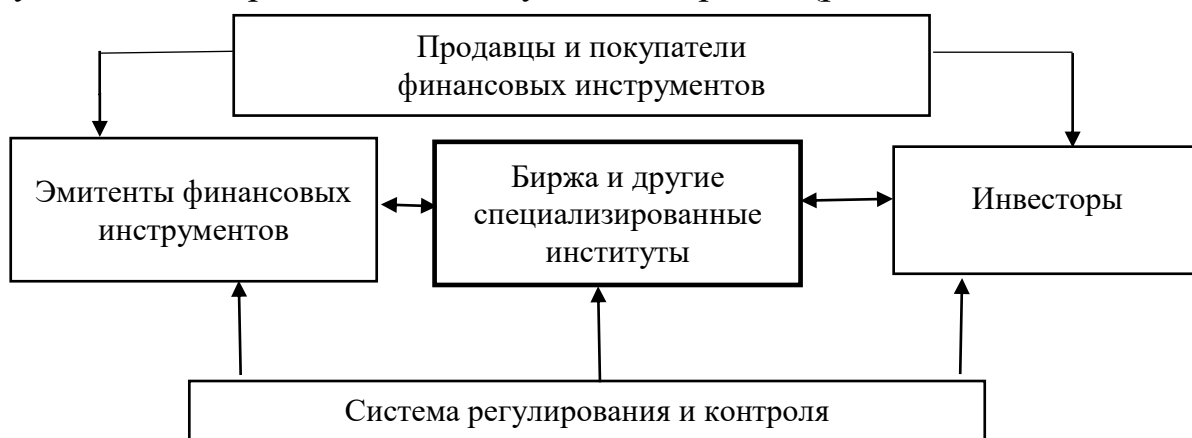 Продавцы и покупатели
финансовых инструментов
Эмитенты финансовых
инструментов
Биржа и другие
специализированные
институты
Инвесторы
Система регулирования и контроля